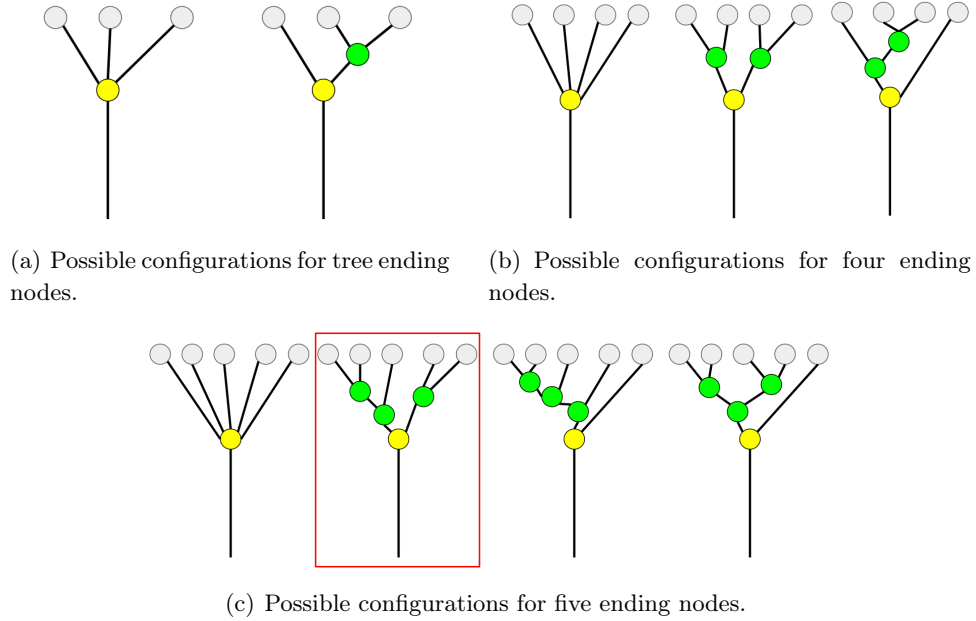 (a) Possible configurations for tree ending
nodes.
(b) Possible configurations for four ending
nodes.
(c) Possible configurations for five ending nodes.